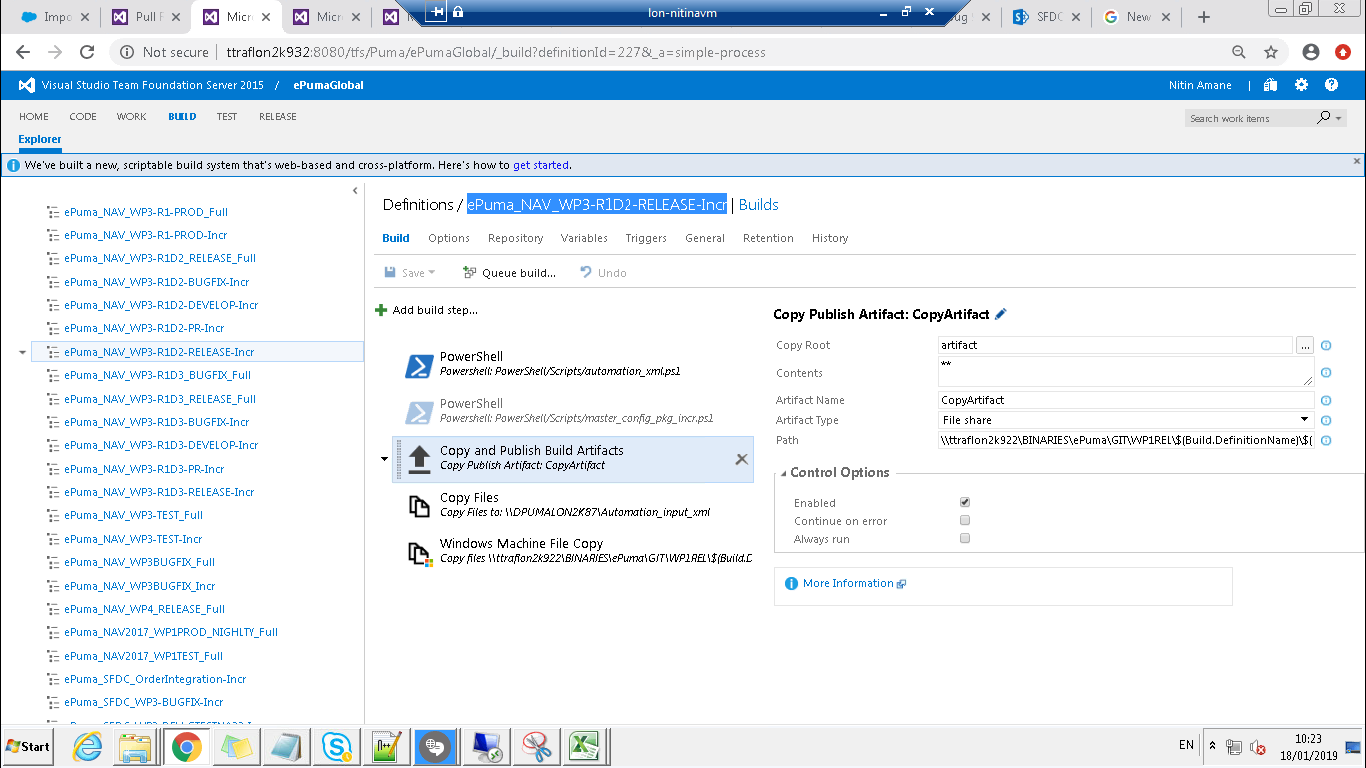 Impo
Pull F
Micro
Micro
lon-nitinavm
SFDC
New
Not secure
ttraflon2k932:8080/tfs/Puma/ePumaGlobal/_build?definitionId=227&_a=simple-process
Visual Studio Team Foundation Server 2015 / ePumaGlobal
Nitin Amane
HOME CODE WORK BUILD TEST RELEASE
Search work items
Explorer
We've built a new, scriptable build system that's web-based and cross-platform. Here's how to get started.
ePuma_NAV_WP3-R1-PROD_Full
ePuma_NAV_WP3-R1-PROD-Incr
ePuma_NAV_WP3-R1D2_RELEASE_Full
ePuma_NAV_WP3-R1D2-BUGFIX-Incr
ePuma_NAV_WP3-R1D2-DEVELOP-Incr
ePuma_NAV_WP3-R1D2-PR-Incr
ePuma_NAV_WP3-R1D2-RELEASE-Incr
ePuma_NAV_WP3-R1D3_BUGFIX_Full
ePuma_NAV_WP3-R1D3_RELEASE_Full
ePuma_NAV_WP3-R1D3-BUGFIX-Incr
ePuma_NAV_WP3-R1D3-DEVELOP-Incr
ePuma_NAV_WP3-R1D3-PR-Incr
ePuma_NAV_WP3-R1D3-RELEASE-Incr
ePuma_NAV_WP3-TEST_Full
ePuma_NAV_WP3-TEST-Incr
ePuma_NAV_WP3BUGFIX_Full
ePuma_NAV_WP3BUGFIX_Incr
ePuma_NAV_WP4_RELEASE_Full
ePuma_NAV2017_WP1PROD_NIGHLTY_Full
ePuma_NAV2017_WP1TEST_Full
ePuma_SFDC_OrderIntegration-Incr
ePuma_SFDC_WP3-BUGFIX-Incr
Definitions / ePuma_NAV_WP3-R1D2-RELEASE-Incr | Builds
Build Options Repository Variables Triggers General Retention History
Save Queue build... Undo
Add build step...
PowerShell
Powershell: PowerShell/Scripts/automation_xml.ps1
PowerShell
Powershell: PowerShell/Scripts/master_config_pkg_incr.ps1
Copy and Publish Build Artifacts
Copy Publish Artifact: CopyArtifact
Copy Files
Copy Files to: \\DPUMALON2K87\Automation_input_xml
Windows Machine File Copy
Copy files \\ttraflon2k922\BINARIES\ePuma\GIT\WP1REL\$(Build.D
Copy Publish Artifact: CopyArtifact
Copy Root artifact ...
Contents **
Artifact Name CopyArtifact
Artifact Type File share
Path \\ttraflon2k922\BINARIES\ePuma\GIT\WP1REL\$(Build.DefinitionName)\$(
Control Options
Enabled
Continue on error
Always run
More Information
Start
EN
10:23
18/01/2019